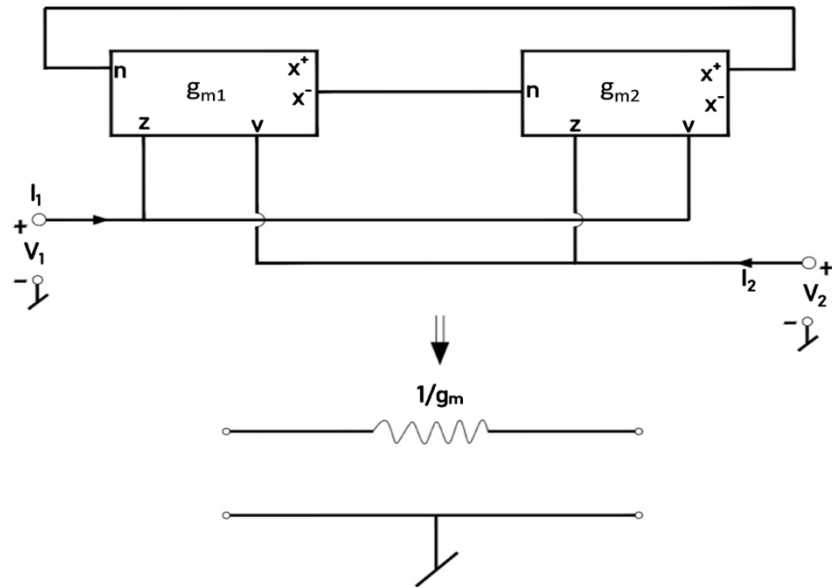 n gm1 x+ x- z v
n gm2 x+ x- z v
I1
+ V1 -
I2
+ V2 -
1/gm